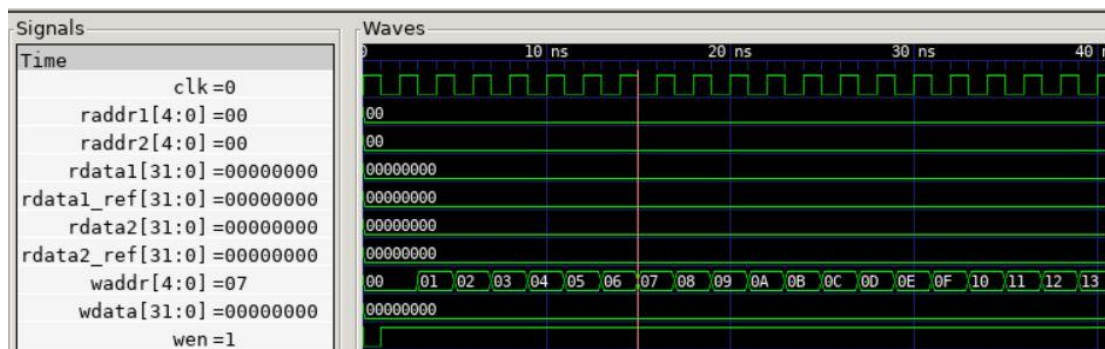 Signals
Waves
Time
0 10 ns 20 ns 30 ns 40
clk =0
raddr1[4:0] =00 00
raddr2[4:0] =00 00
rdata1[31:0] =00000000 00000000
rdata1_ref[31:0] =00000000 00000000
rdata2[31:0] =00000000 00000000
rdata2_ref[31:0] =00000000 00000000
waddr[4:0] =07 00 01 02 03 04 05 06 07 08 09 0A 0B 0C 0D 0E 0F 10 11 12 13
wdata[31:0] =00000000 00000000
wen =1